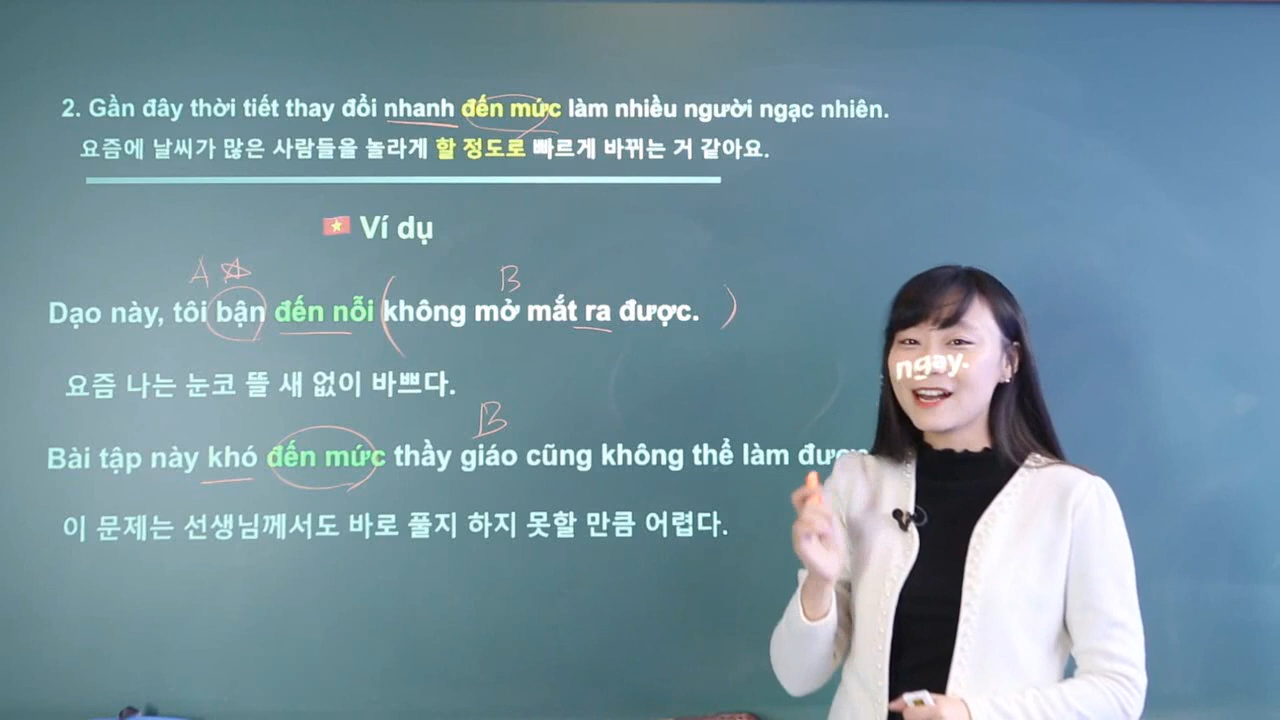 2. Gần đây thời tiết thay đổi nhanh đến mức làm nhiều người ngạc nhiên.
요즘에 날씨가 많은 사람들을 놀라게 할 정도로 빠르게 바뀌는 거 같아요.
Ví dụ
A B
Dạo này, tôi bận đến nỗi không mở mắt ra được.
요즘 나는 눈코 뜰 새 없이 바쁘다.
B
Bài tập này khó đến mức thầy giáo cũng không thể làm được ngay.
이 문제는 선생님께서도 바로 풀지 하지 못할 만큼 어렵다.